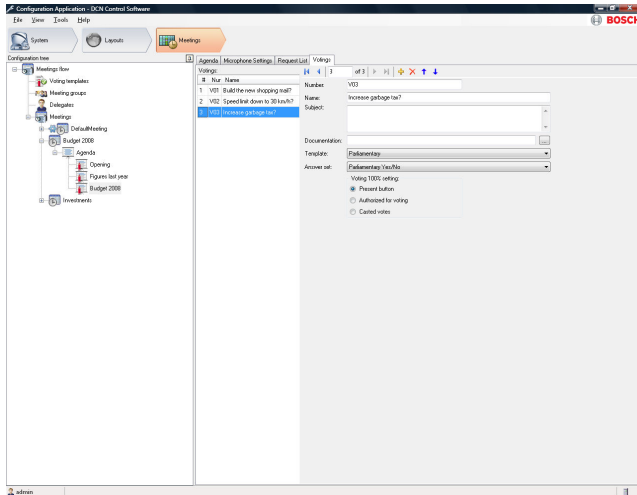 Configuration Application - DCN Control Software
File View Tools Help
BOSCH
System
Layouts
Meetings
Configuration tree
Meetings flow
Voting templates
Meeting groups
Delegates
Meetings
DefaultMeeting
Budget 2008
Agenda
Opening
Figures last year
Budget 2008
Investments
Agenda Microphone Settings Request List Votings
Votings:
# Nur Name
1 V01 Build the new shopping mall?
2 V02 Speed limit down to 30 km/h?
3 V03 Increase garbage tax?
3 of 3
Number: V03
Name: Increase garbage tax?
Subject:
Documentation: ...
Template: Parliamentary
Answer set: Parliamentary Yes/No
Voting 100% setting:
Present button
Authorized for voting
Casted votes
admin